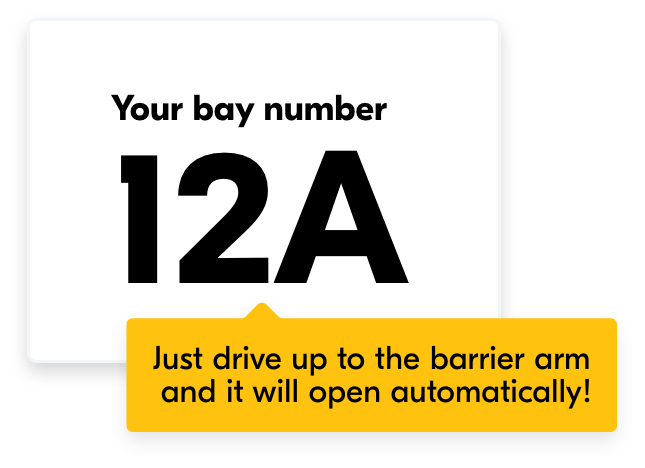 Your bay number
12A
Just drive up to the barrier arm
and it will open automatically!